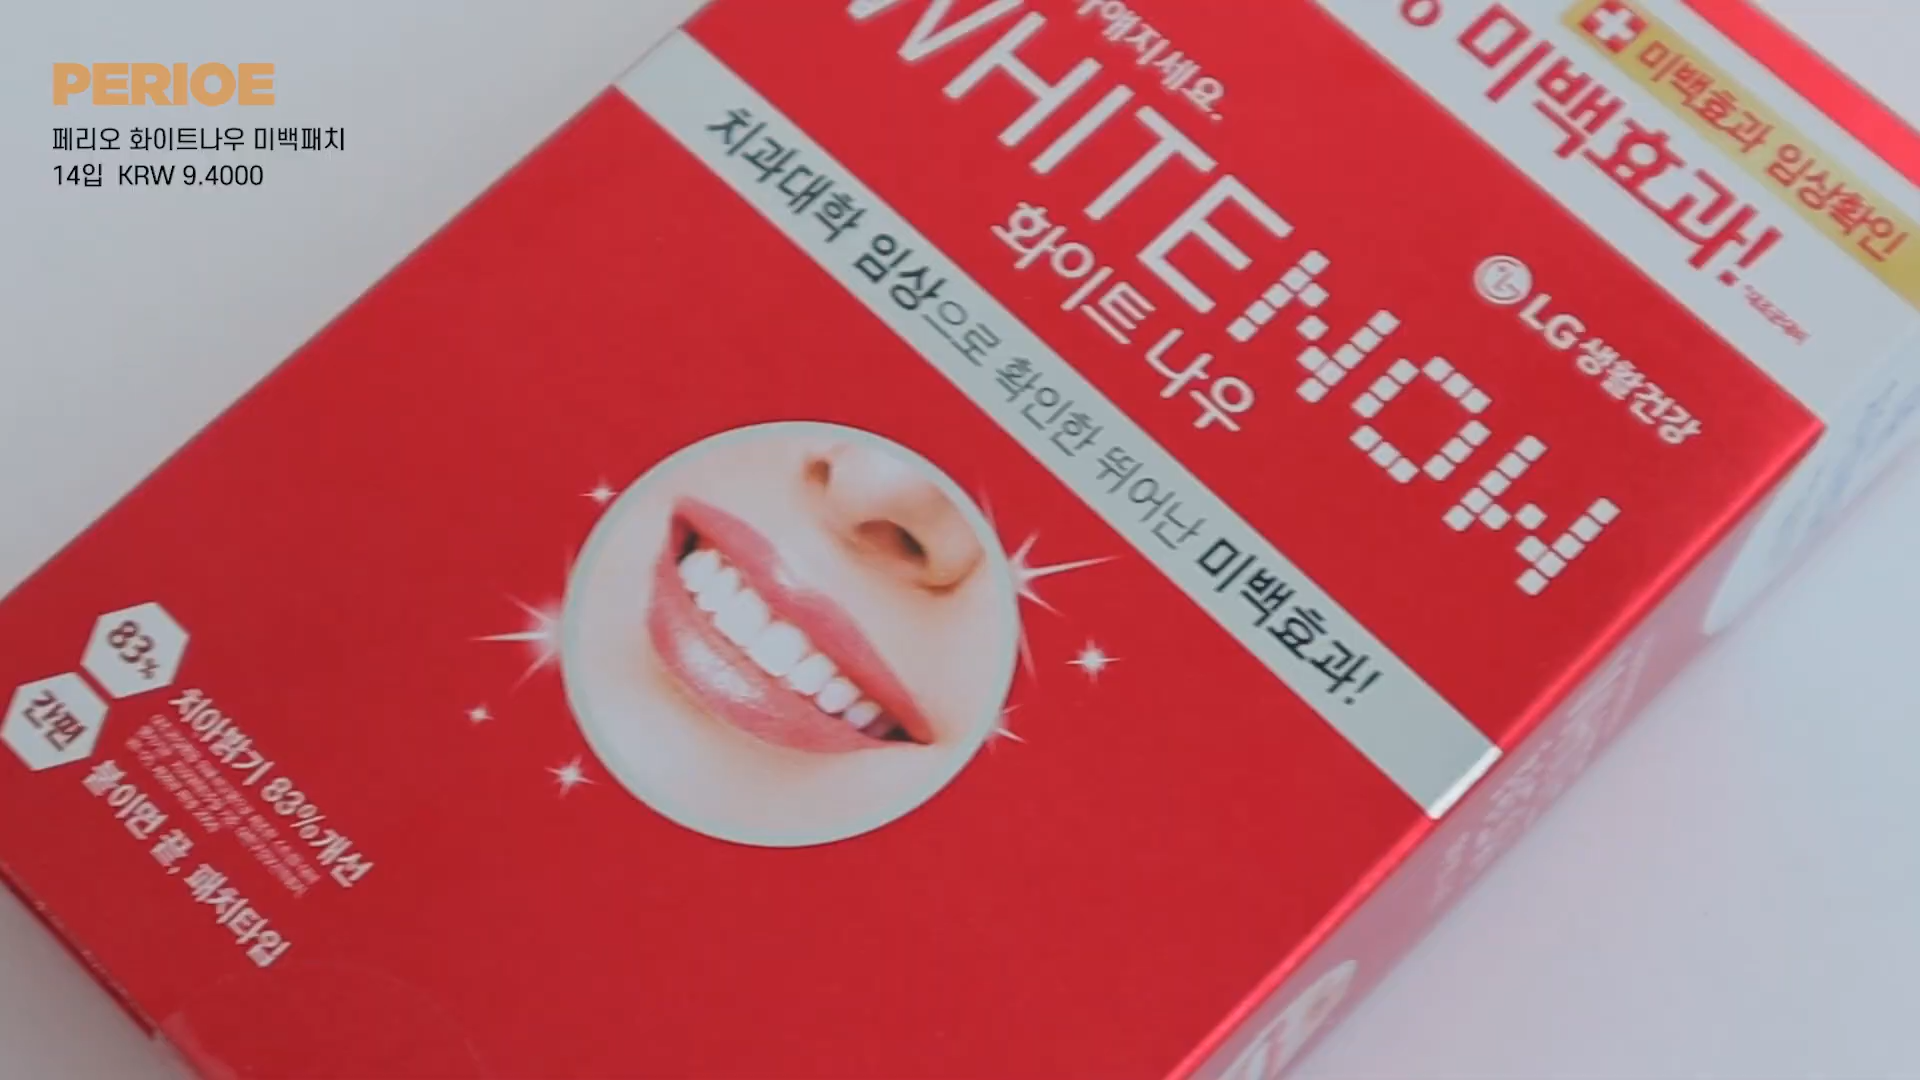 PERIOE
페리오 화이트나우 미백패치
14입 KRW 9.4000
미백효과 임상확인
미백효과!
LG생활건강
WHITENOW
화이트 나우
치과대학 임상으로 확인한 뛰어난 미백효과!
83%
치아밝기 83%개선
간편
붙이면 끝, 패치타입